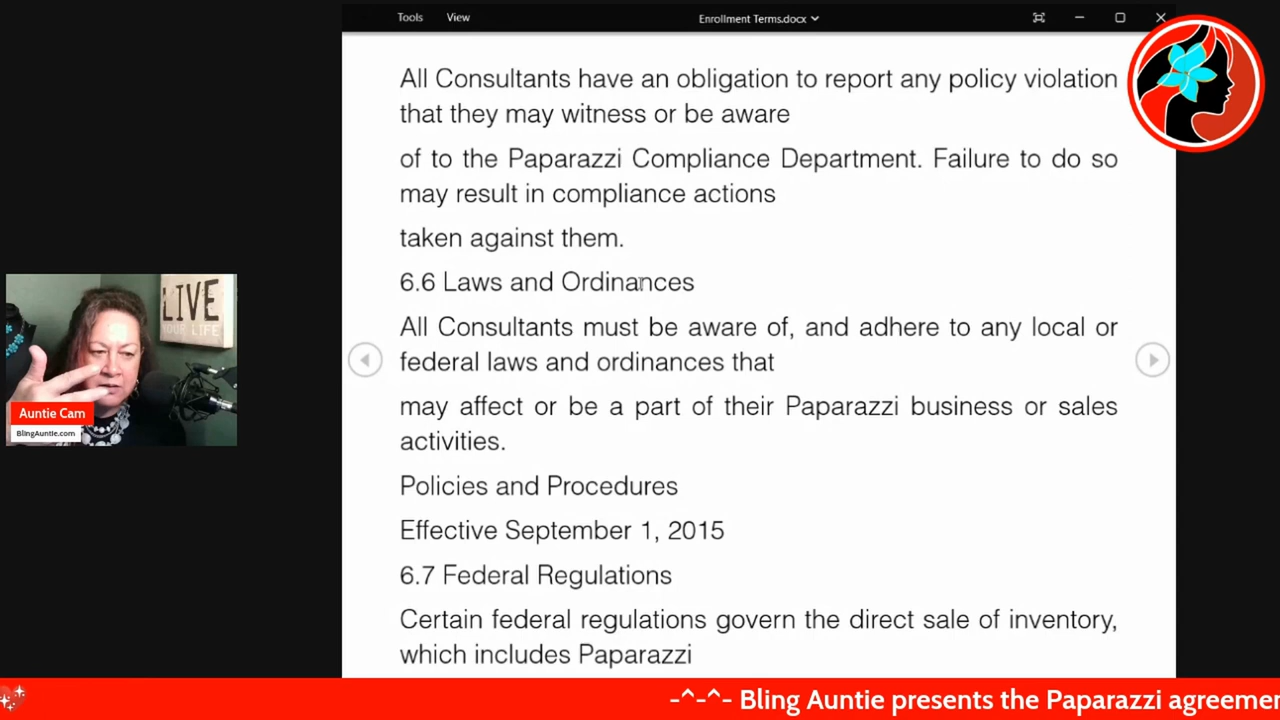 Tools View Enrollment Terms.docx
All Consultants have an obligation to report any policy violation
that they may witness or be aware
of to the Paparazzi Compliance Department. Failure to do so
may result in compliance actions
taken against them.
6.6 Laws and Ordinances
All Consultants must be aware of, and adhere to any local or
federal laws and ordinances that
may affect or be a part of their Paparazzi business or sales
activities.
Policies and Procedures
Effective September 1, 2015
6.7 Federal Regulations
Certain federal regulations govern the direct sale of inventory,
which includes Paparazzi
LIVE
YOUR LIFE
Auntie Cam
BlingAuntie.com
-^-^- Bling Auntie presents the Paparazzi agreemen